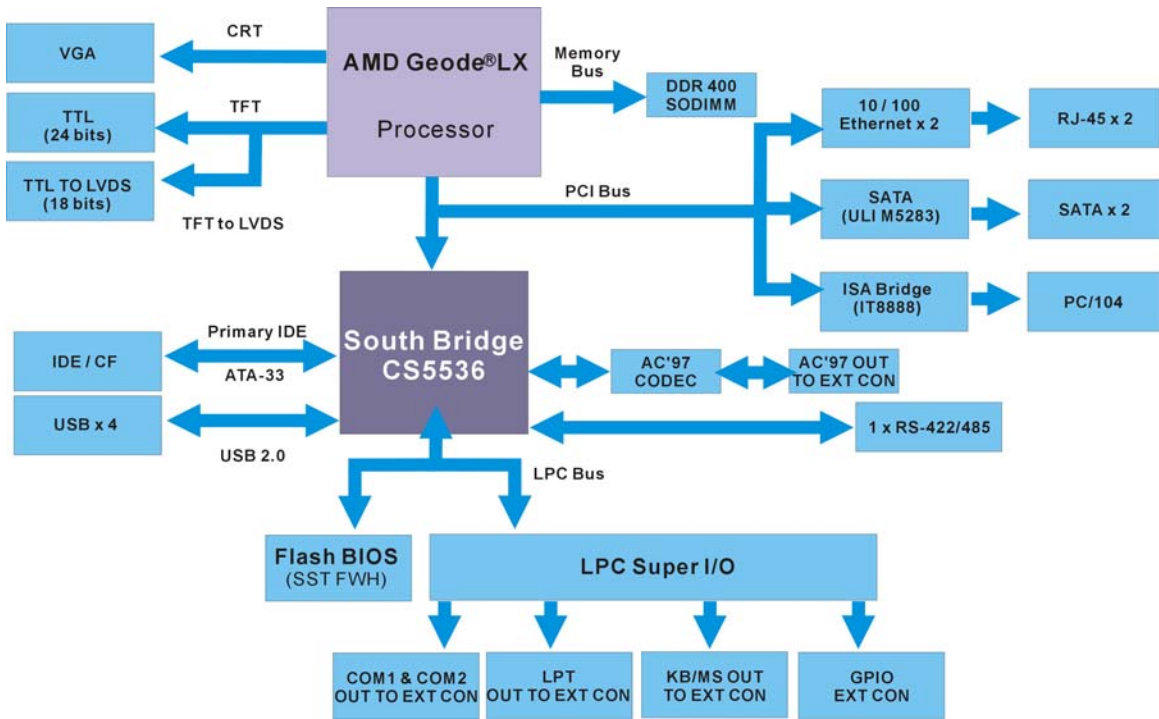 CRT
VGA
AMD Geode®LX
Processor
Memory
Bus
DDR 400
SODIMM
10 / 100
Ethernet x 2
RJ-45 x 2
TTL
(24 bits)
TFT
TTL TO LVDS
(18 bits)
TFT to LVDS
PCI Bus
SATA
(ULI M5283)
SATA x 2
ISA Bridge
(IT8888)
PC/104
South Bridge
CS5536
Primary IDE
IDE / CF
ATA-33
AC'97
CODEC
AC'97 OUT
TO EXT CON
USB x 4
USB 2.0
1 x RS-422/485
LPC Bus
Flash BIOS
(SST FWH)
LPC Super I/O
COM1 & COM2
OUT TO EXT CON
LPT
OUT TO EXT CON
KB/MS OUT
TO EXT CON
GPIO
EXT CON